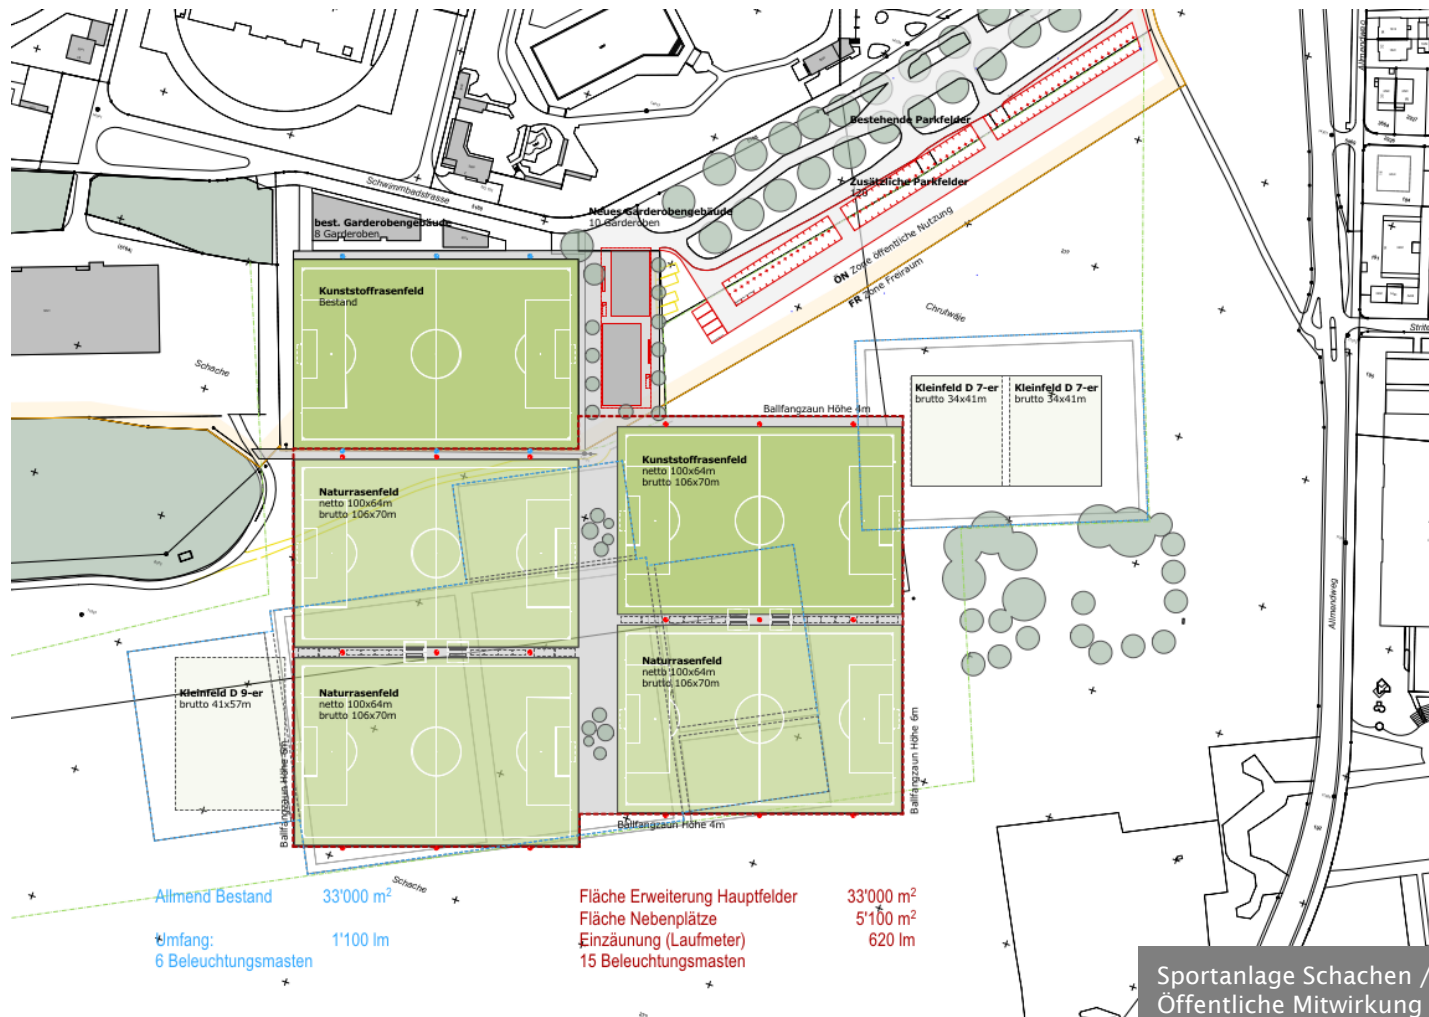 Allmendweg
Bestehende Parkfelder
Schwimmbadstrasse
Zusätzliche Parkfelder
120
best. Garderobengebäude
8 Garderoben
Neues Garderobengebäude
10 Garderoben
ÖN Zone öffentliche Nutzung
FR Zone Freiraum
Kunststoffrasenfeld
Bestand
Chrutwäje
Schache
Kleinfeld D 7-er
brutto 34x41m
Kleinfeld D 7-er
brutto 34x41m
Ballfangzaun Höhe 4m
Kunststoffrasenfeld
netto 100x64m
brutto 106x70m
Naturrasenfeld
netto 100x64m
brutto 106x70m
Allmendweg
Naturrasenfeld
netto 100x64m
brutto 106x70m
Kleinfeld D 9-er
brutto 41x57m
Naturrasenfeld
netto 100x64m
brutto 106x70m
Ballfangzaun Höhe 6m
Ballfangzaun Höhe 6m
Ballfangzaun Höhe 4m
Schache
Allmend Bestand 33'000 m²
Umfang: 1'100 lm
6 Beleuchtungsmasten
Fläche Erweiterung Hauptfelder 33'000 m²
Fläche Nebenplätze 5'100 m²
Einzäunung (Laufmeter) 620 lm
15 Beleuchtungsmasten
Sportanlage Schachen /
Öffentliche Mitwirkung